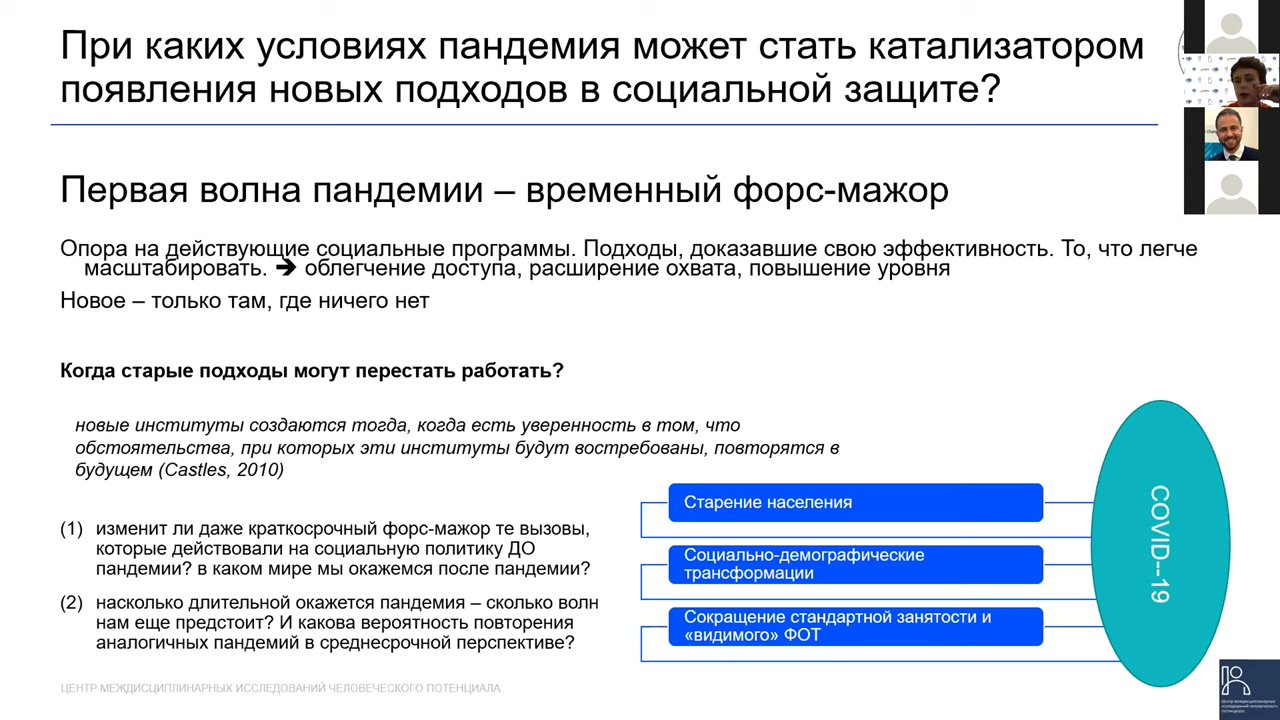 При каких условиях пандемия может стать катализатором
появления новых подходов в социальной защите?
Первая волна пандемии – временный форс-мажор
Опора на действующие социальные программы. Подходы, доказавшие свою эффективность. То, что легче
масштабировать. 🡺 облегчение доступа, расширение охвата, повышение уровня
Новое – только там, где ничего нет
Когда старые подходы могут перестать работать?
новые институты создаются тогда, когда есть уверенность в том, что
обстоятельства, при которых эти институты будут востребованы, повторятся в
будущем (Castles, 2010)
(1) изменит ли даже краткосрочный форс-мажор те вызовы,
которые действовали на социальную политику ДО
пандемии? в каком мире мы окажемся после пандемии?
(2) насколько длительной окажется пандемия – сколько волн
нам еще предстоит? И какова вероятность повторения
аналогичных пандемий в среднесрочной перспективе?
Старение населения
Социально-демографические
трансформации
Сокращение стандартной занятости и
«видимого» ФОТ
COVID--19
ЦЕНТР МЕЖДИСЦИПЛИНАРНЫХ ИССЛЕДОВАНИЙ ЧЕЛОВЕЧЕСКОГО ПОТЕНЦИАЛА
Центр междисциплинарных
исследований человеческого
потенциала